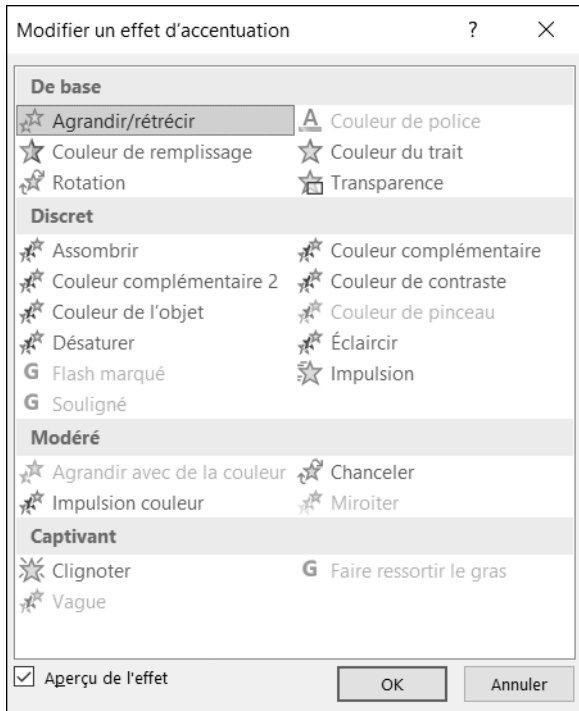 Modifier un effet d'accentuation ?
De base
Agrandir/rétrécir A Couleur de police
Couleur de remplissage Couleur du trait
Rotation Transparence
Discret
Assombrir Couleur complémentaire
Couleur complémentaire 2 Couleur de contraste
Couleur de l'objet Couleur de pinceau
Désaturer Éclaircir
G Flash marqué Impulsion
G Souligné
Modéré
Agrandir avec de la couleur Chanceler
Impulsion couleur Miroiter
Captivant
Clignoter G Faire ressortir le gras
Vague
Aperçu de l'effet OK Annuler